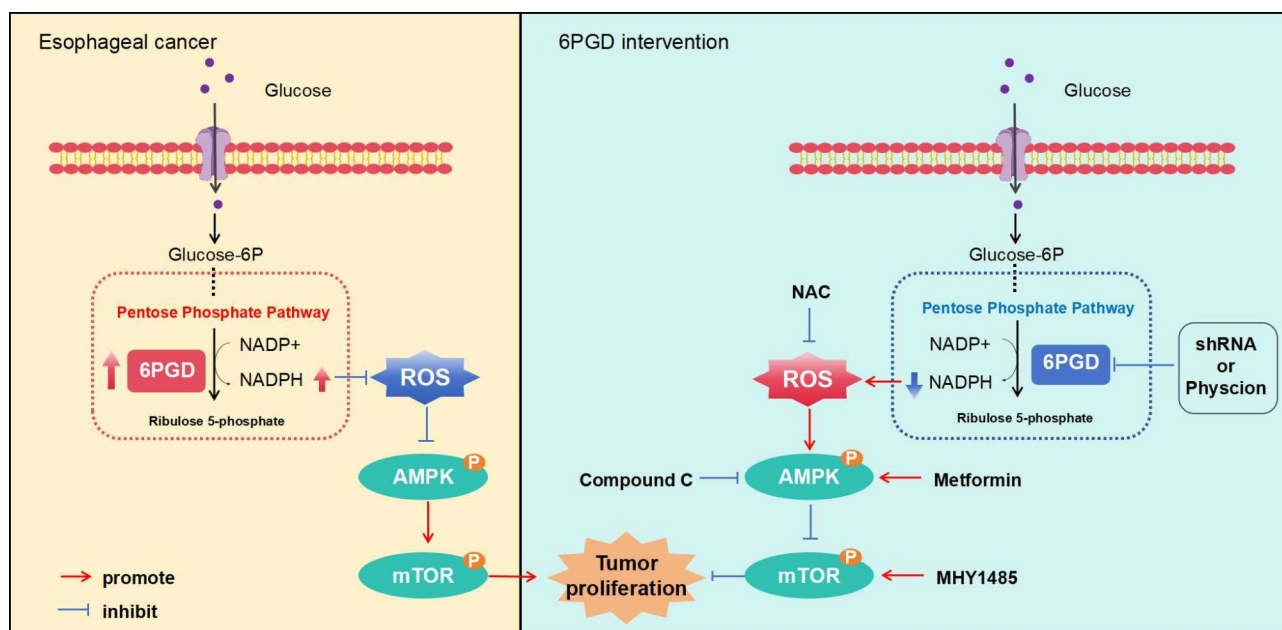 Esophageal cancer
Glucose
Glucose-6P
Pentose Phosphate Pathway
NADP+
6PGD
NADPH
ROS
Ribulose 5-phosphate
P
AMPK
P
mTOR
promote
inhibit
6PGD intervention
Glucose
Glucose-6P
NAC
Pentose Phosphate Pathway
NADP+
6PGD
shRNA
or
Physcion
ROS
NADPH
Ribulose 5-phosphate
P
Compound C
AMPK
Metformin
P
Tumor
proliferation
mTOR
MHY1485